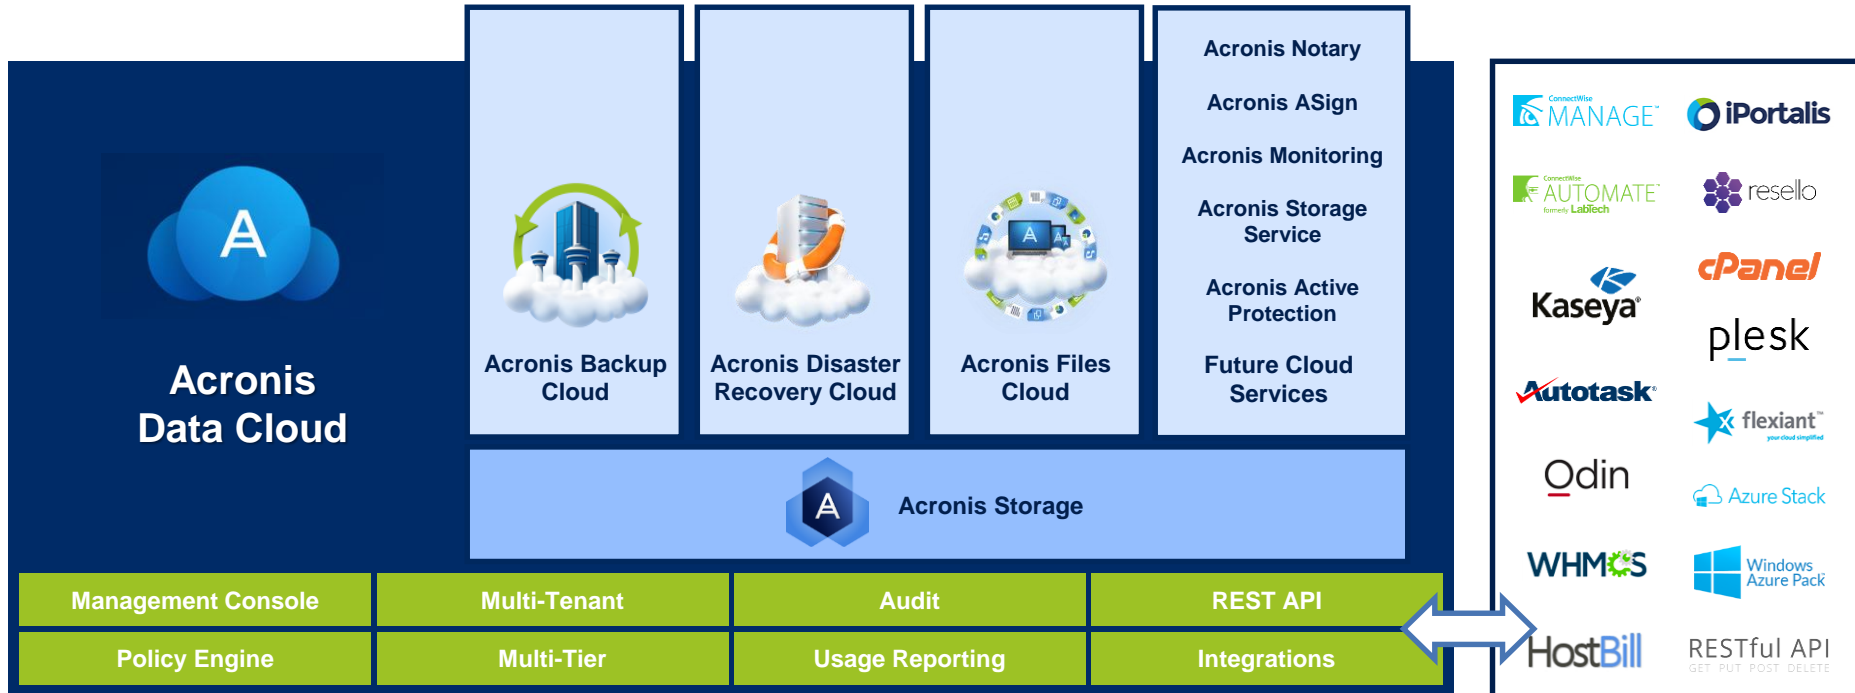 Acronis
Data Cloud
Acronis Backup
Cloud
Acronis Disaster
Recovery Cloud
Acronis Files
Cloud
Acronis Notary
Acronis ASign
Acronis Monitoring
Acronis Storage
Service
Acronis Active
Protection
Future Cloud
Services
Acronis Storage
Management Console
Multi-Tenant
Audit
REST API
Policy Engine
Multi-Tier
Usage Reporting
Integrations
ConnectWise
MANAGE™
ConnectWise
AUTOMATE™
formerly LabTech
Kaseya®
Autotask®
Odin
WHMCS
HostBill
iPortalis
resello
cPanel
plesk
flexiant™
your cloud simplified
Azure Stack
Windows
Azure Pack
RESTful API
GET PUT POST DELETE